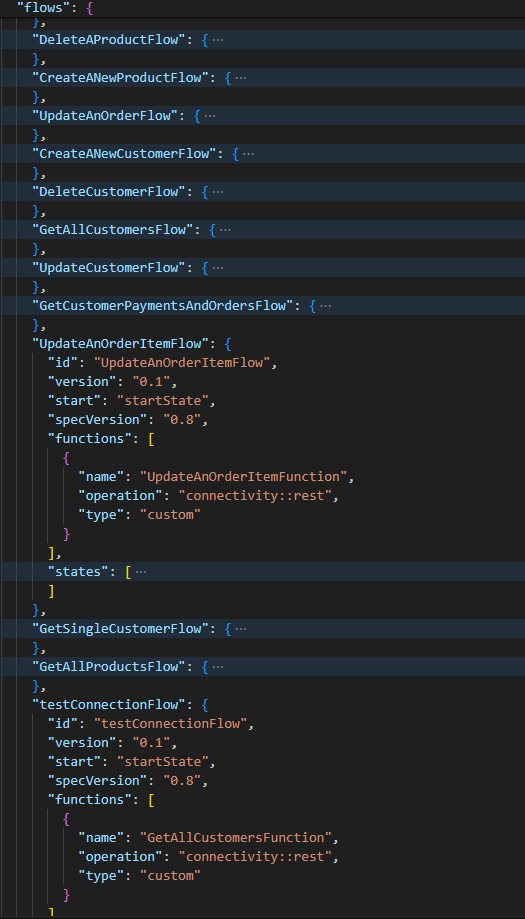 "flows": {
},
"DeleteAProductFlow": { ···
},
"CreateANewProductFlow": { ···
},
"UpdateAnOrderFlow": { ···
},
"CreateANewCustomerFlow": { ···
},
"DeleteCustomerFlow": { ···
},
"GetAllCustomersFlow": { ···
},
"UpdateCustomerFlow": { ···
},
"GetCustomerPaymentsAndOrdersFlow": { ···
},
"UpdateAnOrderItemFlow": {
"id": "UpdateAnOrderItemFlow",
"version": "0.1",
"start": "startState",
"specVersion": "0.8",
"functions": [
{
"name": "UpdateAnOrderItemFunction",
"operation": "connectivity::rest",
"type": "custom"
}
],
"states": [ ···
]
},
"GetSingleCustomerFlow": { ···
},
"GetAllProductsFlow": { ···
},
"testConnectionFlow": {
"id": "testConnectionFlow",
"version": "0.1",
"start": "startState",
"specVersion": "0.8",
"functions": [
{
"name": "GetAllCustomersFunction",
"operation": "connectivity::rest",
"type": "custom"
}
]